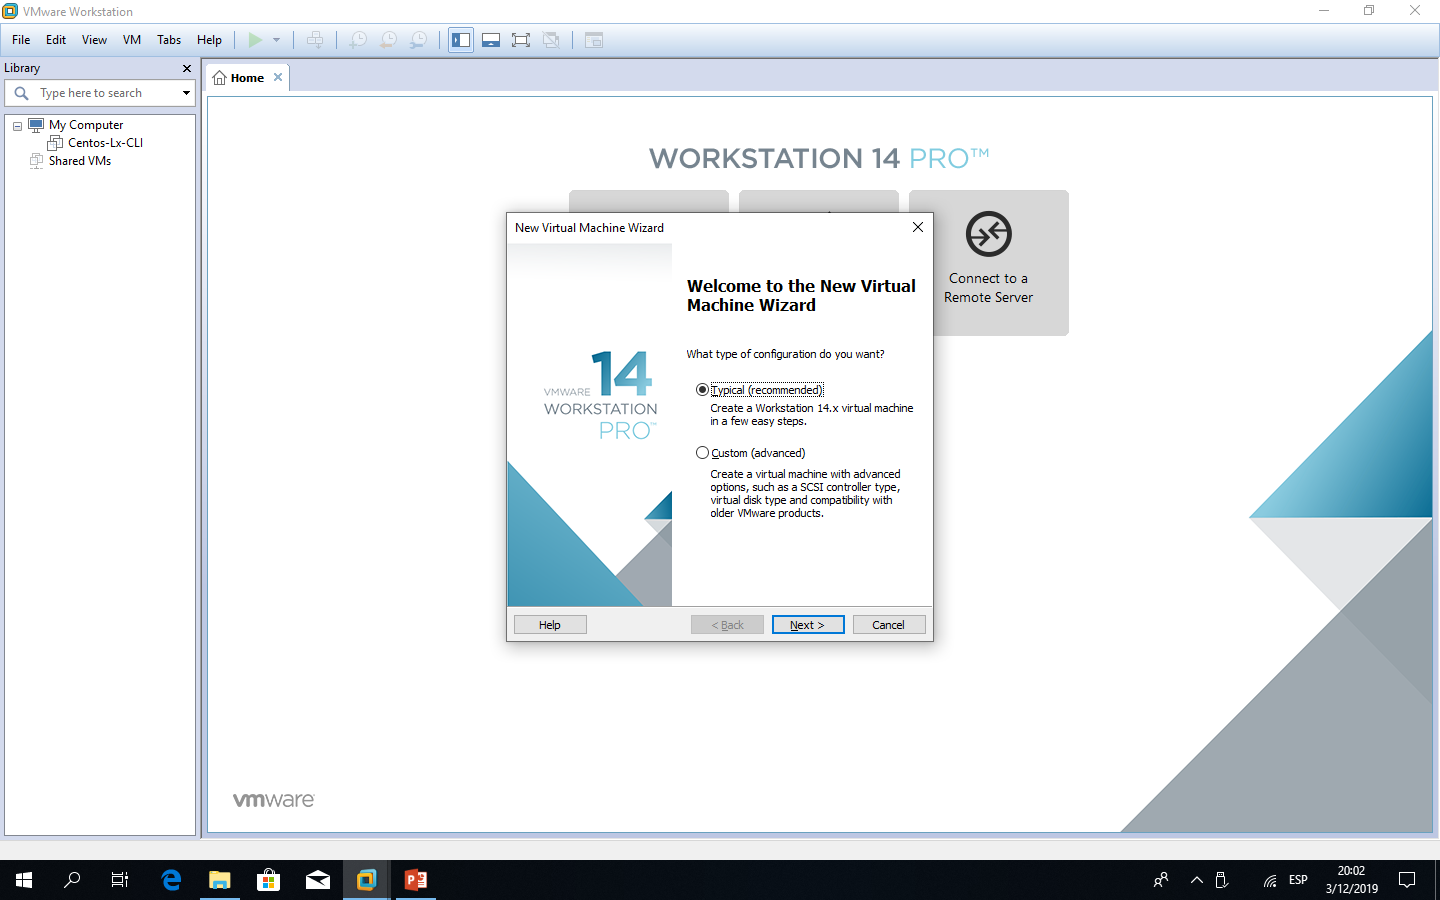 VMware Workstation
File Edit View VM Tabs Help
Library
Type here to search
My Computer
Centos-Lx-CLI
Shared VMs
Home
WORKSTATION 14 PRO™
Connect to a
Remote Server
New Virtual Machine Wizard
VMWARE 14
WORKSTATION
PRO™
Welcome to the New Virtual
Machine Wizard
What type of configuration do you want?
Typical (recommended)
Create a Workstation 14.x virtual machine
in a few easy steps.
Custom (advanced)
Create a virtual machine with advanced
options, such as a SCSI controller type,
virtual disk type and compatibility with
older VMware products.
Help < Back Next > Cancel
vmware
ESP
20:02
3/12/2019